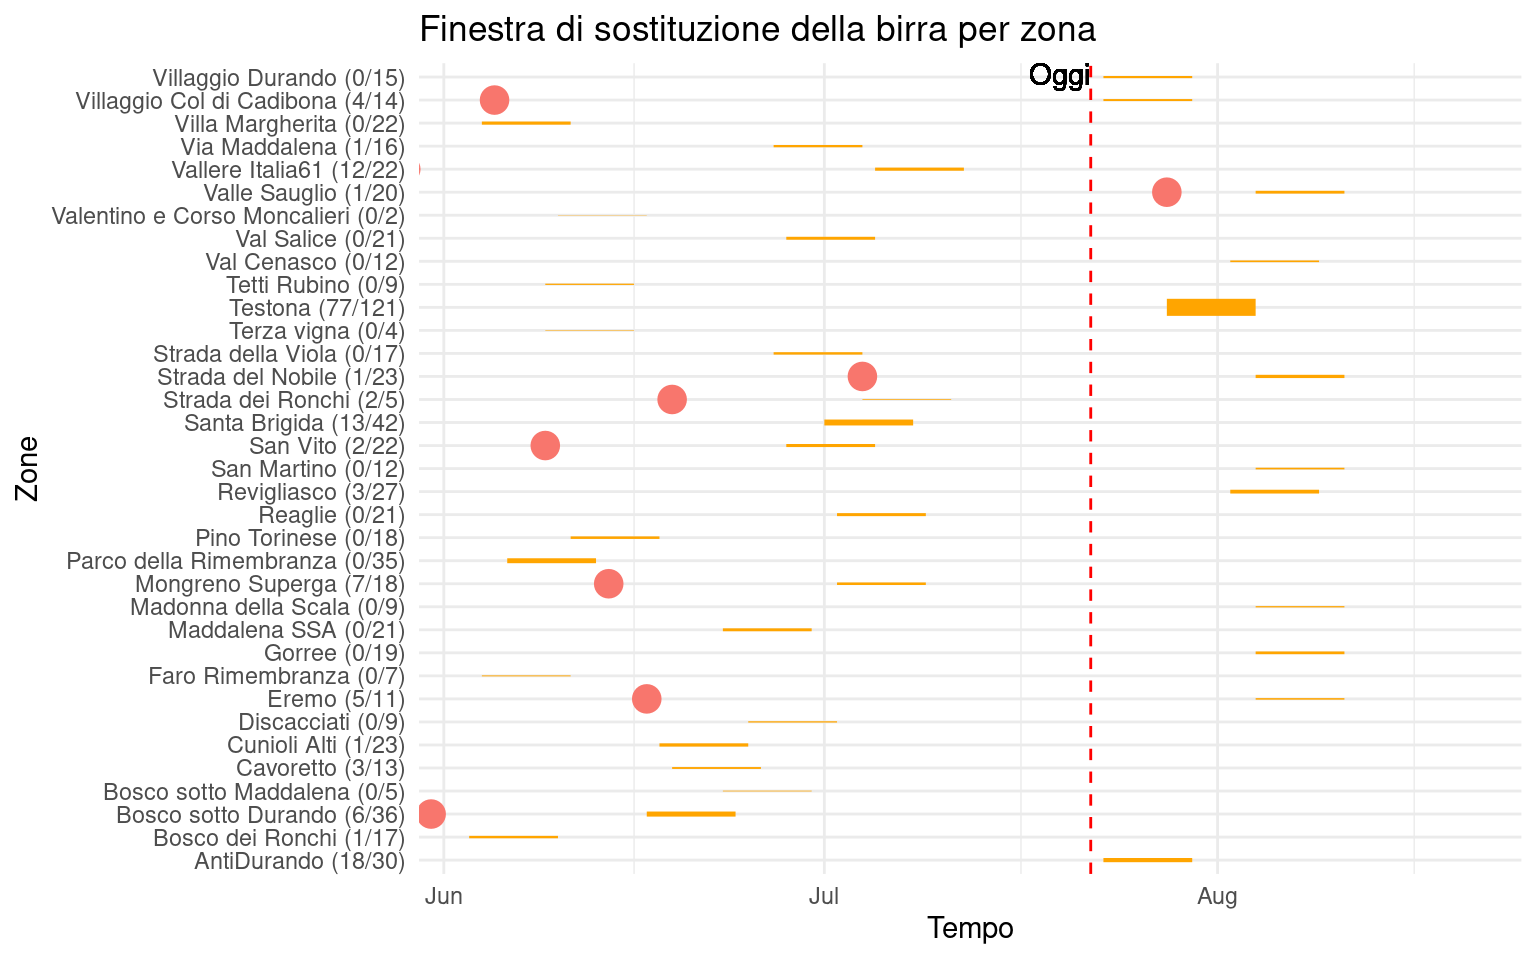 Finestra di sostituzione della birra per zona
Oggi
Villaggio Durando (0/15)
Villaggio Col di Cadibona (4/14)
Villa Margherita (0/22)
Via Maddalena (1/16)
Vallere Italia61 (12/22)
Valle Sauglio (1/20)
Valentino e Corso Moncalieri (0/2)
Val Salice (0/21)
Val Cenasco (0/12)
Tetti Rubino (0/9)
Testona (77/121)
Terza vigna (0/4)
Strada della Viola (0/17)
Strada del Nobile (1/23)
Strada dei Ronchi (2/5)
Santa Brigida (13/42)
San Vito (2/22)
San Martino (0/12)
Revigliasco (3/27)
Reaglie (0/21)
Pino Torinese (0/18)
Parco della Rimembranza (0/35)
Mongreno Superga (7/18)
Madonna della Scala (0/9)
Maddalena SSA (0/21)
Gorree (0/19)
Faro Rimembranza (0/7)
Eremo (5/11)
Discacciati (0/9)
Cunioli Alti (1/23)
Cavoretto (3/13)
Bosco sotto Maddalena (0/5)
Bosco sotto Durando (6/36)
Bosco dei Ronchi (1/17)
AntiDurando (18/30)
Zone
Jun Jul Aug
Tempo